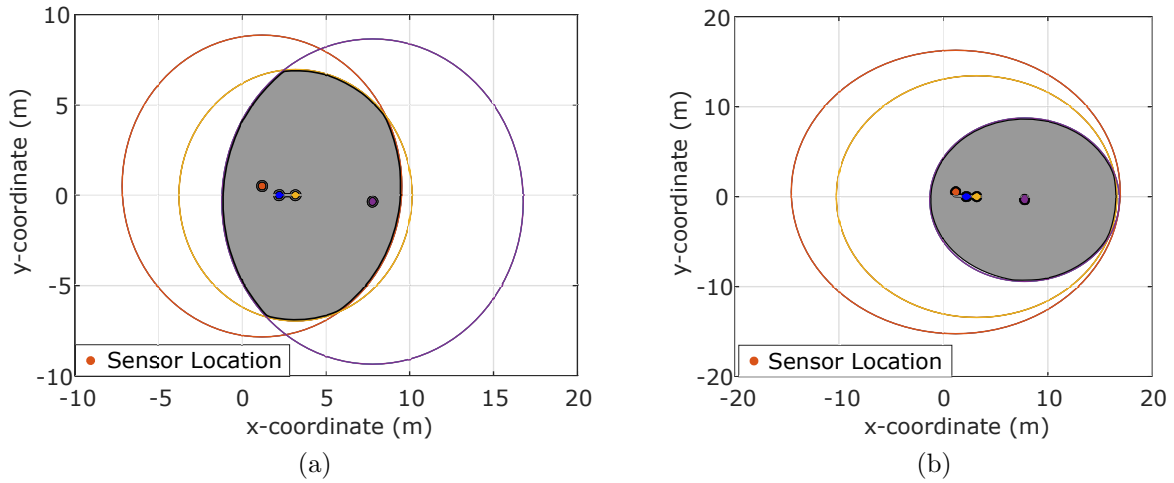 10
5
0
-5
-10
y-coordinate (m)
Sensor Location
-10 -5 0 5 10 15 20
x-coordinate (m)
(a)
20
10
0
-10
-20
y-coordinate (m)
Sensor Location
-20 -10 0 10 20
x-coordinate (m)
(b)